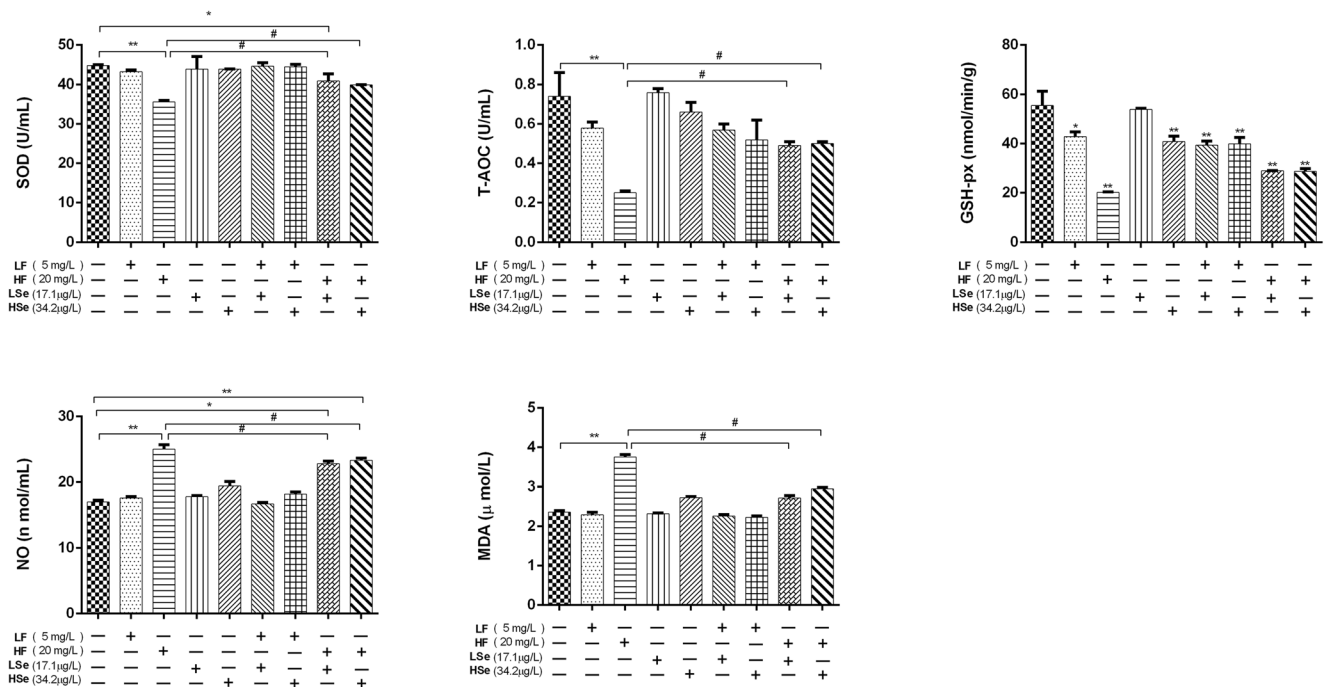 SOD (U/mL)
50
40
30
20
10
0
*
#
**
#
LF ( 5 mg/L ) — + — — — + + — —
HF ( 20 mg/L) — — + — — — — + +
LSe (17.1μg/L) — — — + — + — + —
HSe (34.2μg/L) — — — — + — + — +
T-AOC (U/mL)
1.0
0.8
0.6
0.4
0.2
0.0
#
**
#
LF ( 5 mg/L ) — + — — — + + — —
HF ( 20 mg/L) — — + — — — — + +
LSe (17.1μg/L) — — — + — + — + —
HSe (34.2μg/L) — — — — + — + — +
GSH-px (nmol/min/g)
80
60
40
20
0
* ** ** ** ** ** **
LF ( 5 mg/L ) — + — — — + + — —
HF ( 20 mg/L) — — + — — — — + +
LSe (17.1μg/L) — — — + — + — + —
HSe (34.2μg/L) — — — — + — + — +
NO (n mol/mL)
30
20
10
0
**
*
#
**
#
LF ( 5 mg/L ) — + — — — + + — —
HF ( 20 mg/L) — — + — — — — + +
LSe (17.1μg/L) — — — + — + — + —
HSe (34.2μg/L) — — — — + — + — +
MDA (μ mol/L)
5
4
3
2
1
0
#
**
#
LF ( 5 mg/L ) — + — — — + + — —
HF ( 20 mg/L) — — + — — — — + +
LSe (17.1μg/L) — — — + — + — + —
HSe (34.2μg/L) — — — — + — + — +